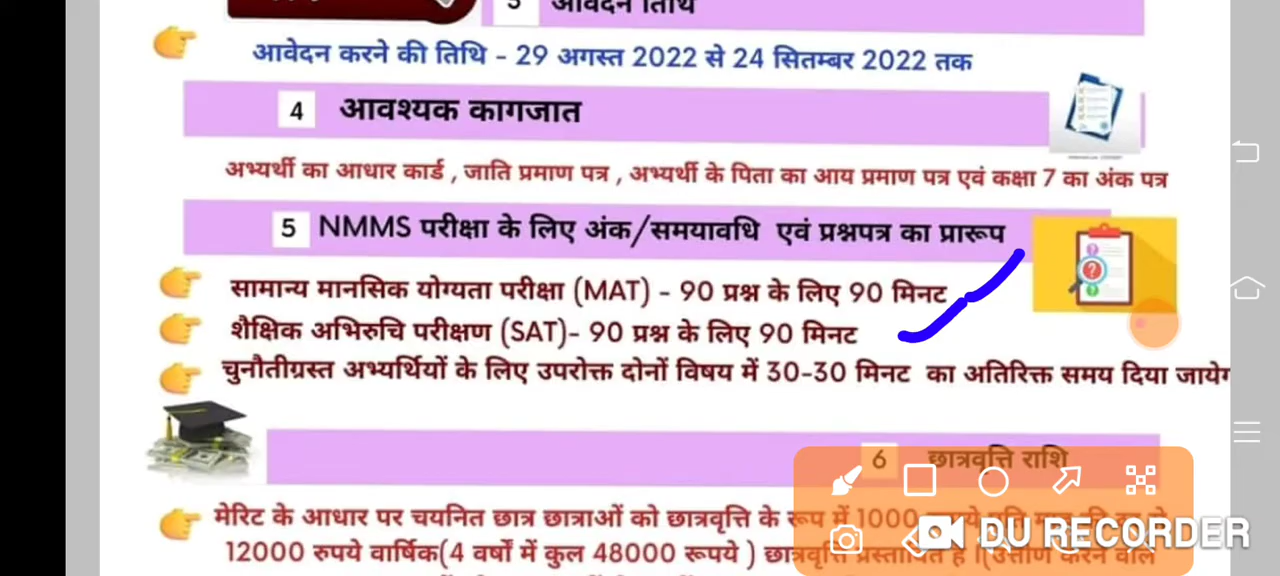 3 आवेदन तिथि
आवेदन करने की तिथि - 29 अगस्त 2022 से 24 सितम्बर 2022 तक
4 आवश्यक कागजात
अभ्यर्थी का आधार कार्ड , जाति प्रमाण पत्र , अभ्यर्थी के पिता का आय प्रमाण पत्र एवं कक्षा 7 का अंक पत्र
5 NMMS परीक्षा के लिए अंक/समयावधि एवं प्रश्नपत्र का प्रारूप
सामान्य मानसिक योग्यता परीक्षा (MAT) - 90 प्रश्न के लिए 90 मिनट
शैक्षिक अभिरुचि परीक्षण (SAT)- 90 प्रश्न के लिए 90 मिनट
चुनौतीग्रस्त अभ्यर्थियों के लिए उपरोक्त दोनों विषय में 30-30 मिनट का अतिरिक्त समय दिया
6 छात्रवृत्ति राशि
मेरिट के आधार पर चयनित छात्र छात्राओं को छात्रवृत्ति के रूप में 1000
DU RECORDER
12000 रुपये वार्षिक(4 वर्षों में कुल 48000 रूपये ) छात्रवृत्ति प्रस्तावित है